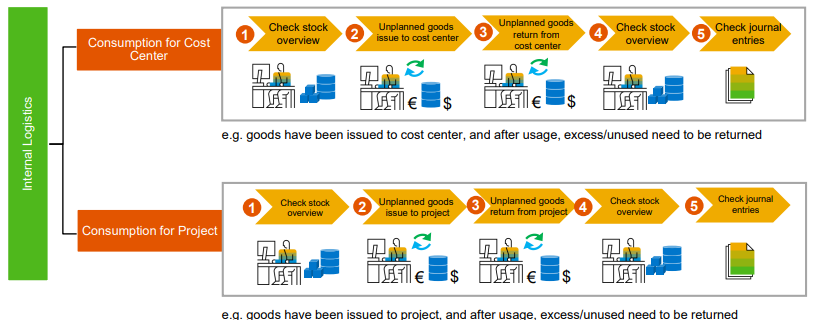 Internal Logistics
Consumption for Cost
Center
1
Check stock
overview
2
Unplanned goods
issue to cost center
3
Unplanned goods
return from
cost center
4
Check stock
overview
5
Check journal
entries
€
$
€
$
e.g. goods have been issued to cost center, and after usage, excess/unused need to be returned
Consumption for Project
1
Check stock
overview
2
Unplanned goods
issue to project
3
Unplanned goods
return from project
4
Check stock
overview
5
Check journal
entries
€
$
€
$
e.g. goods have been issued to project, and after usage, excess/unused need to be returned